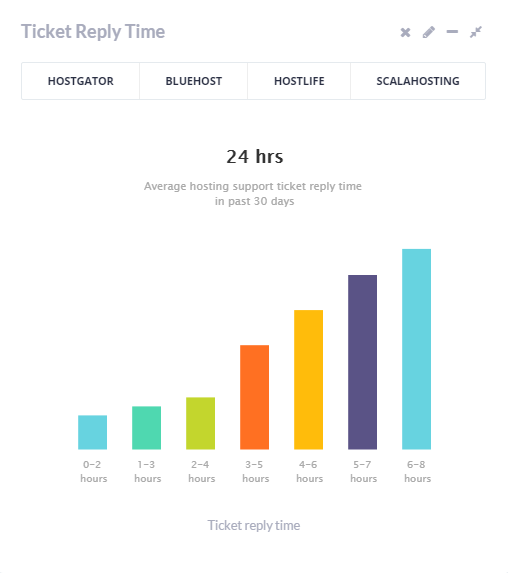 Ticket Reply Time
HOSTGATOR BLUEHOST HOSTLIFE SCALAHOSTING
24 hrs
Average hosting support ticket reply time
in past 30 days
0-2 1-3 2-4 3-5 4-6 5-7 6-8
hours hours hours hours hours hours hours
Ticket reply time